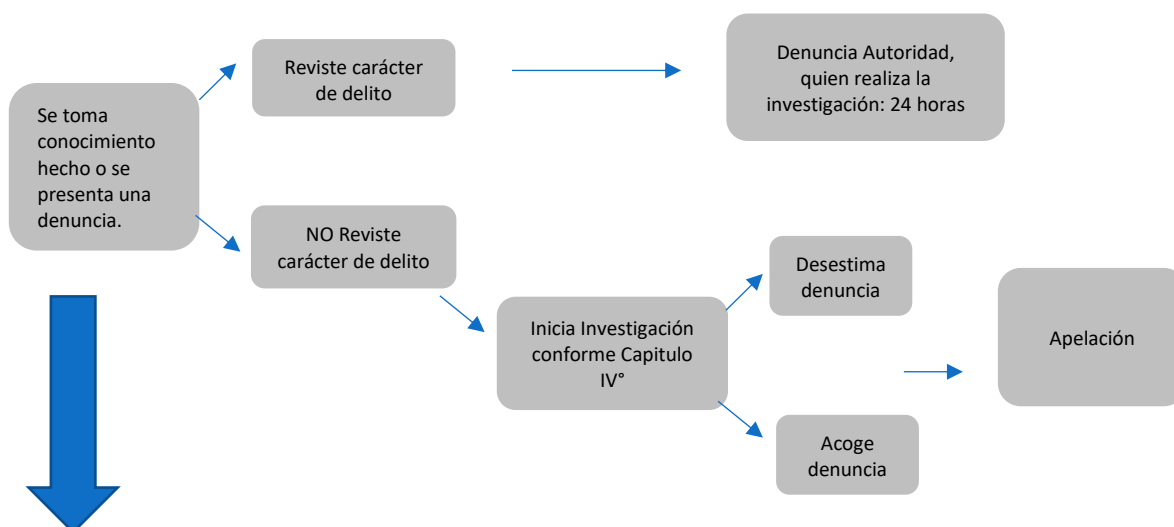 Se toma
conocimiento
hecho o se
presenta una
denuncia.
Reviste carácter
de delito
Denuncia Autoridad,
quien realiza la
investigación: 24 horas
NO Reviste
carácter de delito
Inicia Investigación
conforme Capitulo
IV°
Desestima
denuncia
Acoge
denuncia
Apelación